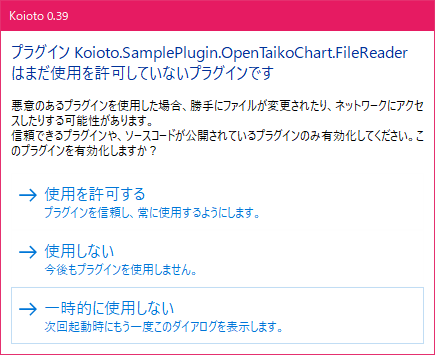 Koioto 0.39
プラグイン Koioto.SamplePlugin.OpenTaikoChart.FileReader
はまだ使用を許可していないプラグインです
悪意のあるプラグインを使用した場合、勝手にファイルが変更されたり、ネットワークにアクセ
スしたりする可能性があります。
信頼できるプラグインや、ソースコードが公開されているプラグインのみ有効化してください。こ
のプラグインを有効化しますか？
使用を許可する
プラグインを信頼し、常に使用するようにします。
使用しない
今後もプラグインを使用しません。
一時的に使用しない
次回起動時にもう一度このダイアログを表示します。